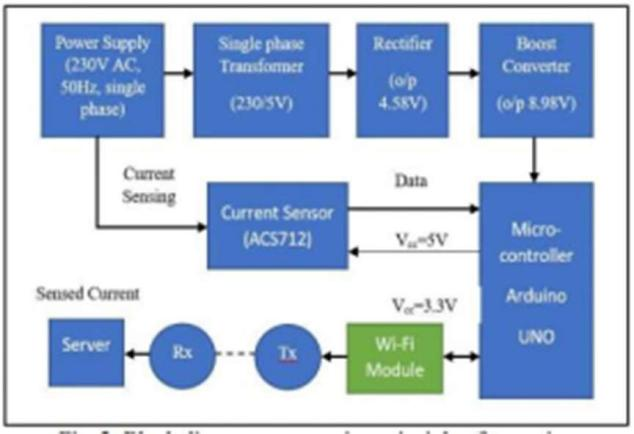 Power Supply
(230V AC,
50Hz, single
phase)
Single phase
Transformer
(230/5V)
Rectifier
(o/p
4.58V)
Boost
Converter
(o/p 8.98V)
Current
Sensing
Current Sensor
(ACS712)
Data
Vcc=5V
Micro-
controller
Arduino
UNO
Sensed Current
Vcc=3.3V
Server
Rx
Tx
Wi-Fi
Module